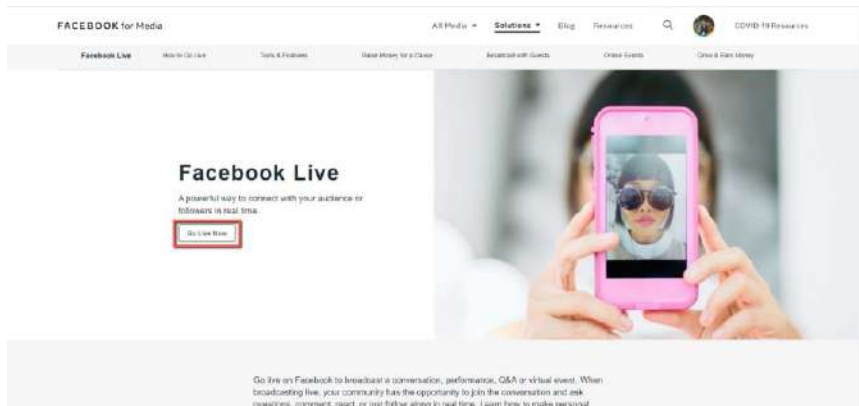 FACEBOOK for Media
All Media Solutions Blog Resources COVID-19 Resources
Facebook Live How to Go Live Tools & Features Raise Money for a Cause Broadcast with Guests Online Events Grow & Earn Money
Facebook Live
A powerful way to connect with your audience or
followers in real time.
Go Live Now
Go live on Facebook to broadcast a conversation, performance, Q&A or virtual event. When
broadcasting live, your community has the opportunity to join the conversation and ask
questions, comment, react, or just follow along in real time. Learn how to make personal